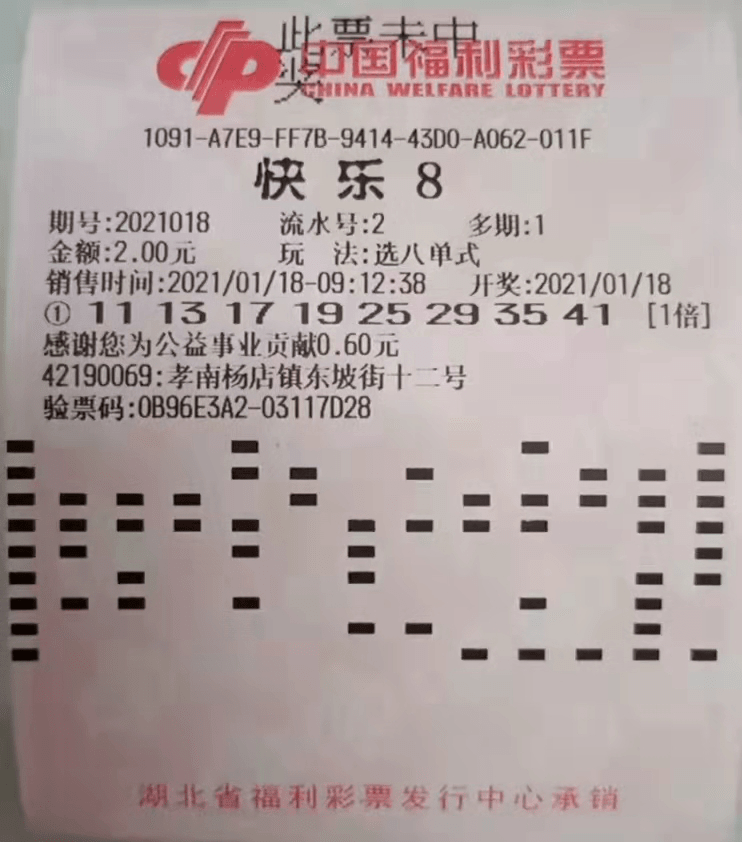 此票未中
奖
中国福利彩票
CHINA WELFARE LOTTERY
1091-A7E9-FF7B-9414-43D0-A062-011F
快 乐 8
期号:2021018 流水号:2 多期:1
金额:2.00元 玩 法:选八单式
销售时间:2021/01/18-09:12:38 开奖:2021/01/18
① 11 13 17 19 25 29 35 41 [1倍]
感谢您为公益事业贡献0.60元
42190069:孝南杨店镇东坡街十二号
验票码:0B96E3A2-03117D28
湖北省福利彩票发行中心承销